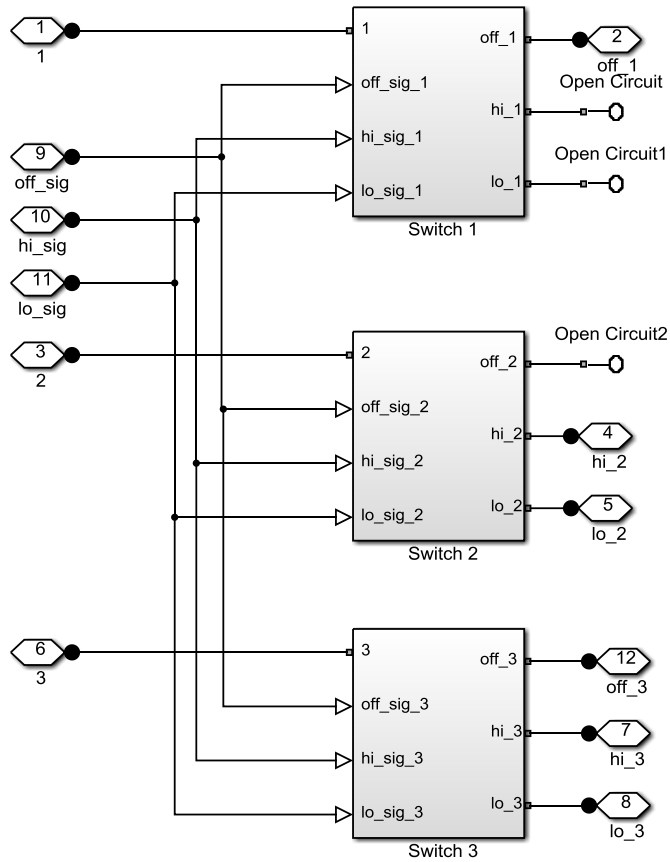 1
1
9
off_sig
10
hi_sig
11
lo_sig
3
2
6
3
1
off_sig_1
hi_sig_1
lo_sig_1
off_1
hi_1
lo_1
Switch 1
2
off_1
Open Circuit
Open Circuit1
2
off_sig_2
hi_sig_2
lo_sig_2
off_2
hi_2
lo_2
Switch 2
Open Circuit2
4
hi_2
5
lo_2
3
off_sig_3
hi_sig_3
lo_sig_3
off_3
hi_3
lo_3
Switch 3
12
off_3
7
hi_3
8
lo_3